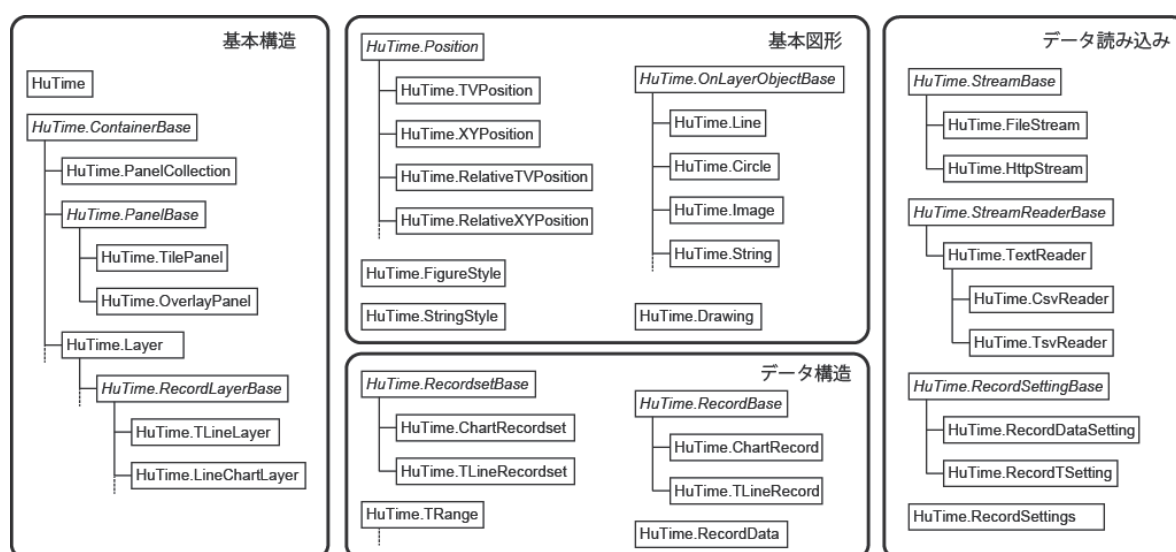 基本構造
HuTime
HuTime.ContainerBase
HuTime.PanelCollection
HuTime.PanelBase
HuTime.TilePanel
HuTime.OverlayPanel
HuTime.Layer
HuTime.RecordLayerBase
HuTime.TLineLayer
HuTime.LineChartLayer
基本図形
HuTime.Position
HuTime.TVPosition
HuTime.XYPosition
HuTime.RelativeTVPosition
HuTime.RelativeXYPosition
HuTime.FigureStyle
HuTime.StringStyle
HuTime.OnLayerObjectBase
HuTime.Line
HuTime.Circle
HuTime.Image
HuTime.String
HuTime.Drawing
データ構造
HuTime.RecordsetBase
HuTime.ChartRecordset
HuTime.TLineRecordset
HuTime.TRange
HuTime.RecordBase
HuTime.ChartRecord
HuTime.TLineRecord
HuTime.RecordData
データ読み込み
HuTime.StreamBase
HuTime.FileStream
HuTime.HttpStream
HuTime.StreamReaderBase
HuTime.TextReader
HuTime.CsvReader
HuTime.TsvReader
HuTime.RecordSettingBase
HuTime.RecordDataSetting
HuTime.RecordTSetting
HuTime.RecordSettings